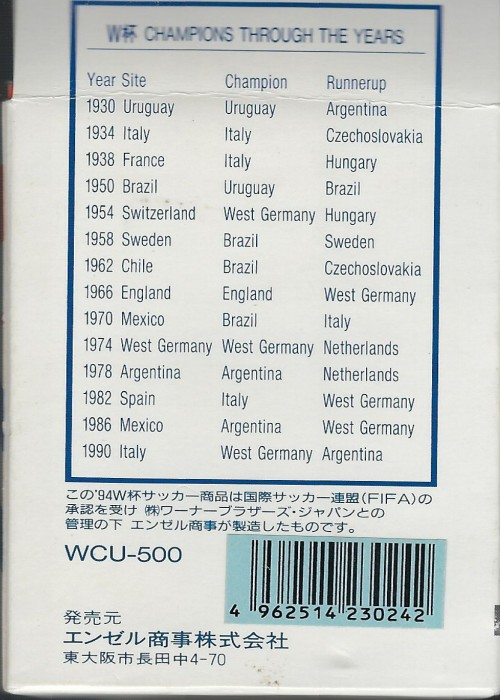 W杯 CHAMPIONS THROUGH THE YEARS
Year Site Champion Runnerup
1930 Uruguay Uruguay Argentina
1934 Italy Italy Czechoslovakia
1938 France Italy Hungary
1950 Brazil Uruguay Brazil
1954 Switzerland West Germany Hungary
1958 Sweden Brazil Sweden
1962 Chile Brazil Czechoslovakia
1966 England England West Germany
1970 Mexico Brazil Italy
1974 West Germany West Germany Netherlands
1978 Argentina Argentina Netherlands
1982 Spain Italy West Germany
1986 Mexico Argentina West Germany
1990 Italy West Germany Argentina
この'94W杯サッカー商品は国際サッカー連盟(FIFA)の
承認を受け ㈱ワーナーブラザーズ・ジャパンとの
管理の下 エンゼル商事が製造したものです。
WCU-500
4 962514 230242
発売元
エンゼル商事株式会社
東大阪市長田中4-70